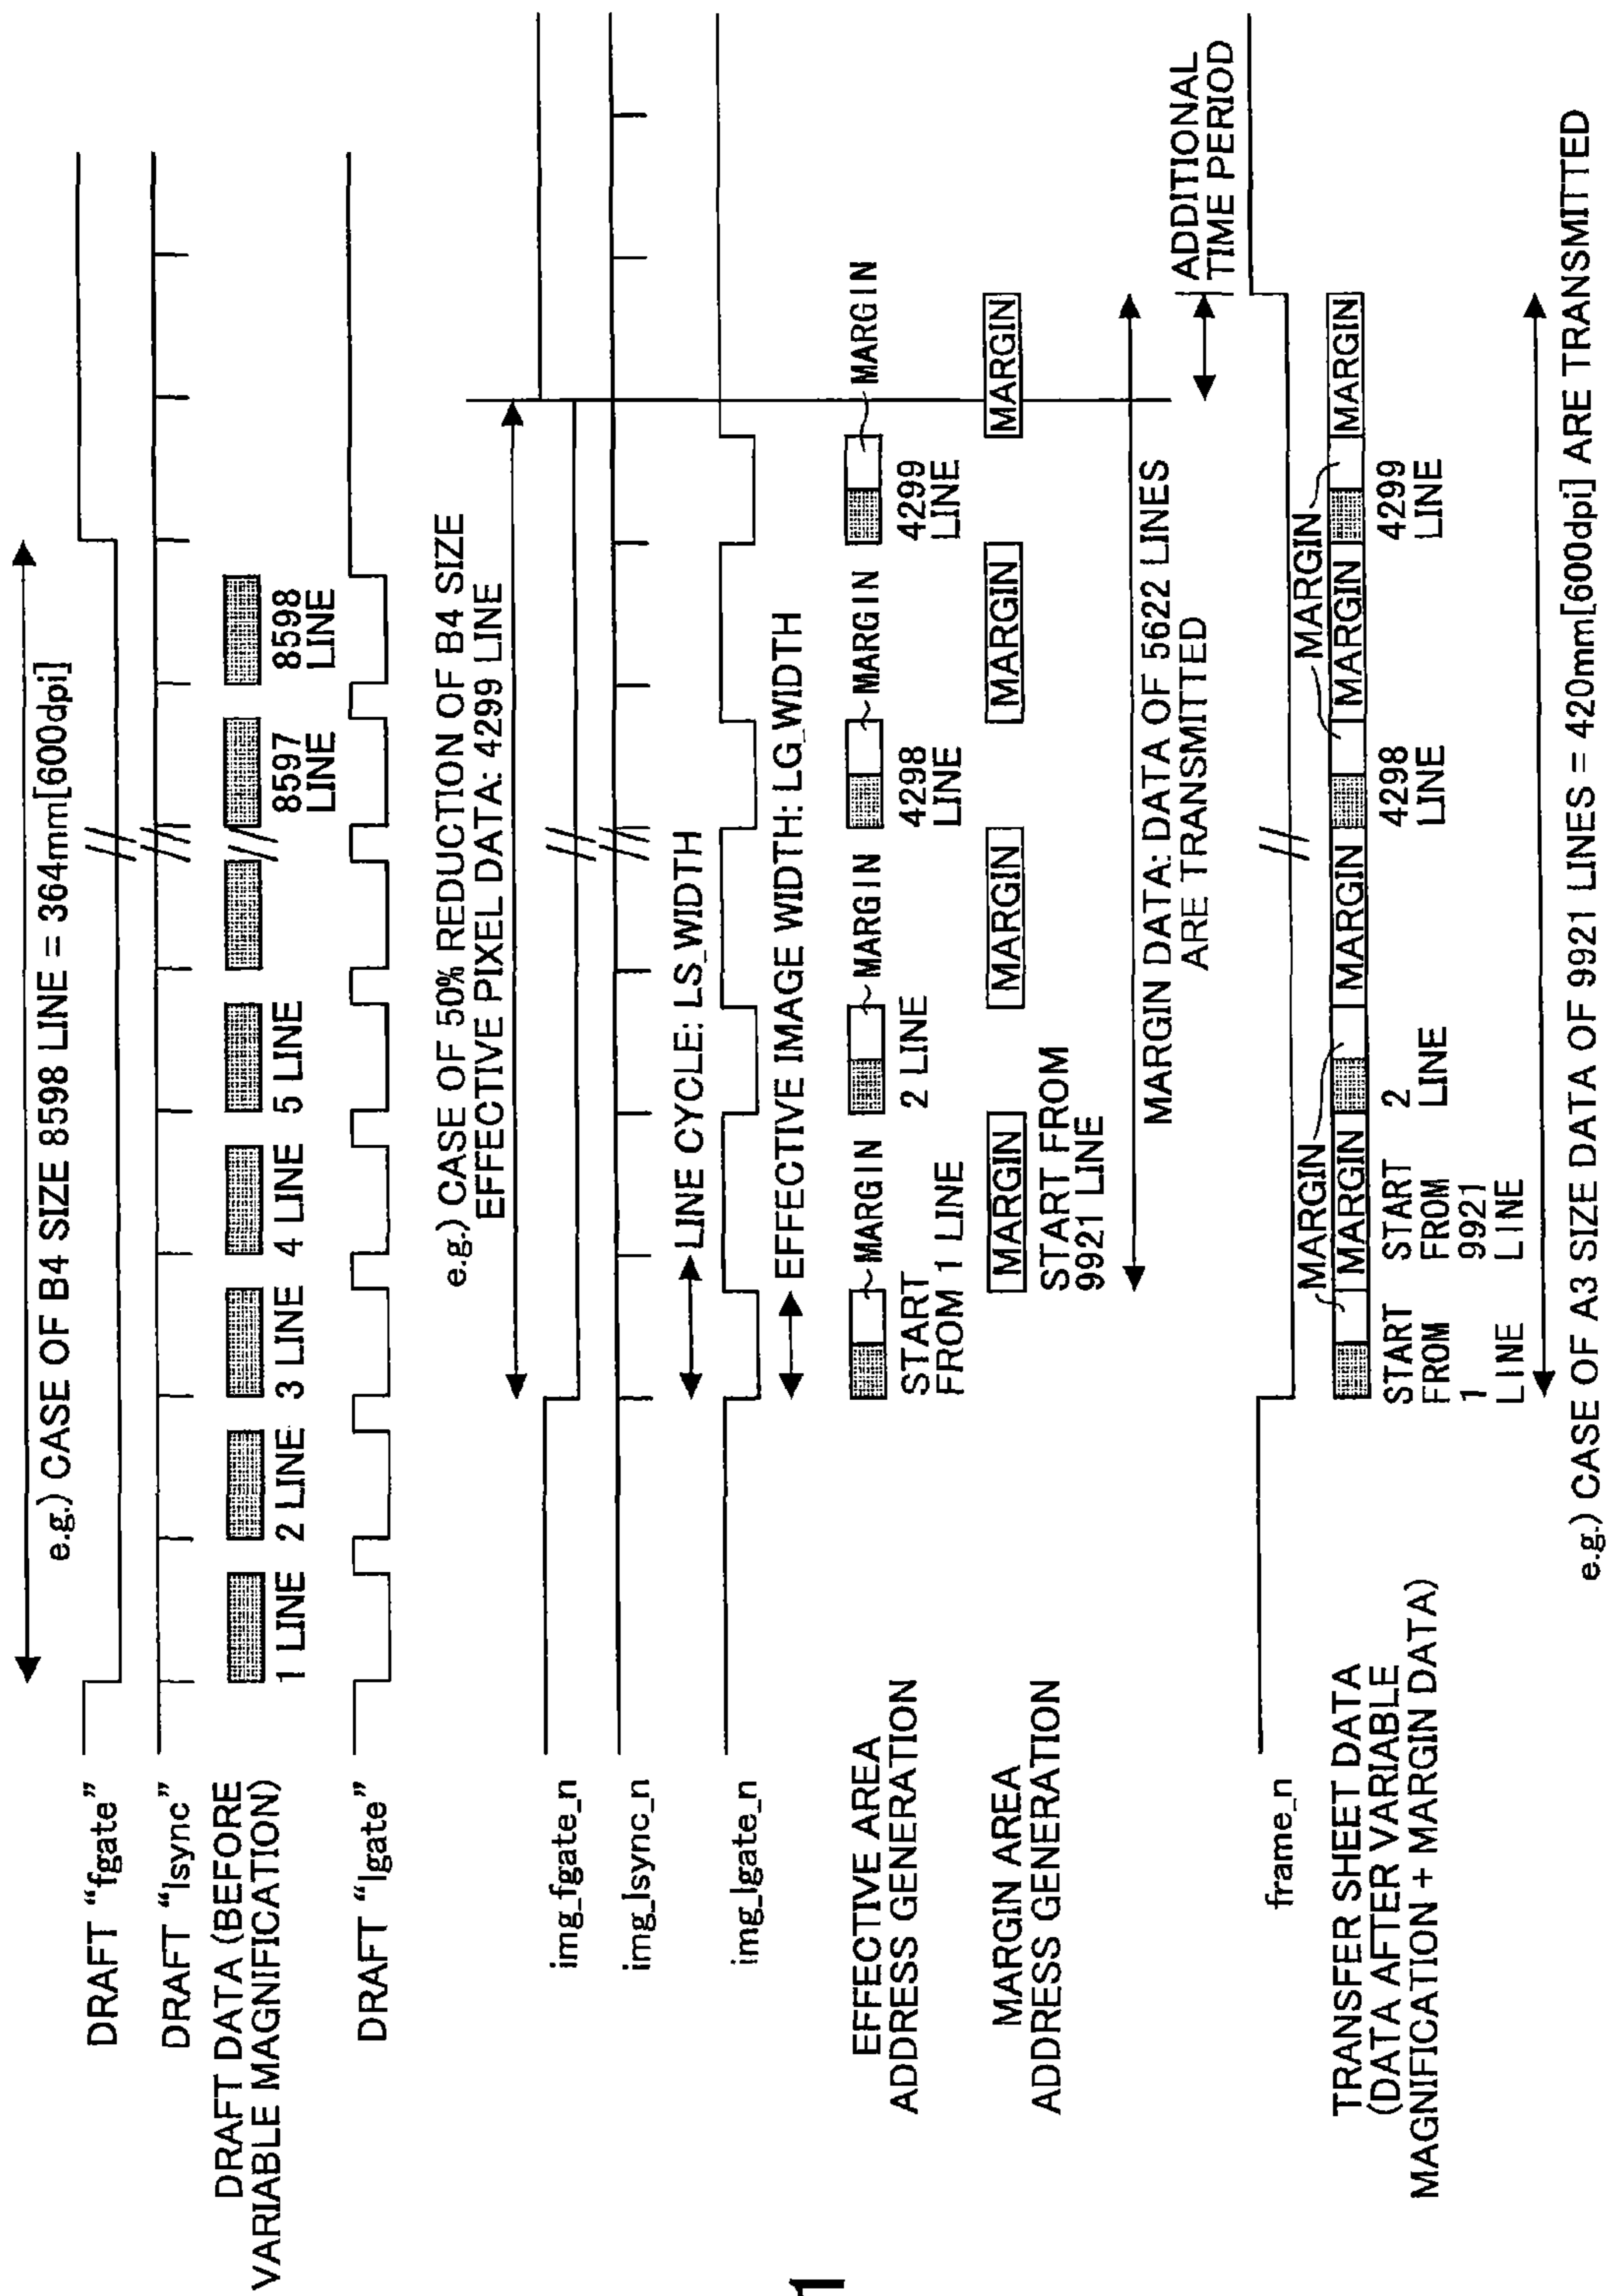 e.g.) CASE OF B4 SIZE 8598 LINE = 364mm[600dpi]
DRAFT “fgate”
DRAFT “lsync”
DRAFT DATA (BEFORE
VARIABLE MAGNIFICATION)
1 LINE
2 LINE
3 LINE
4 LINE
5 LINE
8597
LINE
8598
LINE
DRAFT “lgate”
e.g.) CASE OF 50% REDUCTION OF B4 SIZE
EFFECTIVE PIXEL DATA: 4299 LINE
img_fgate_n
img_lsync_n
LINE CYCLE: LS_WIDTH
img_lgate_n
EFFECTIVE IMAGE WIDTH: LG_WIDTH
EFFECTIVE AREA
ADDRESS GENERATION
MARGIN
MARGIN
MARGIN
MARGIN
START
FROM 1 LINE
2 LINE
4298
LINE
4299
LINE
MARGIN AREA
ADDRESS GENERATION
MARGIN
MARGIN
MARGIN
MARGIN
START FROM
9921 LINE
MARGIN DATA: DATA OF 5622 LINES
ARE TRANSMITTED
ADDITIONAL
TIME PERIOD
frame_n
MARGIN
MARGIN
TRANSFER SHEET DATA
(DATA AFTER VARIABLE
MAGNIFICATION + MARGIN DATA)
MARGIN
MARGIN
MARGIN
MARGIN
START
FROM
1
LINE
START
FROM
9921
LINE
2
LINE
4298
LINE
4299
LINE
e.g.) CASE OF A3 SIZE DATA OF 9921 LINES = 420mm[600dpi] ARE TRANSMITTED